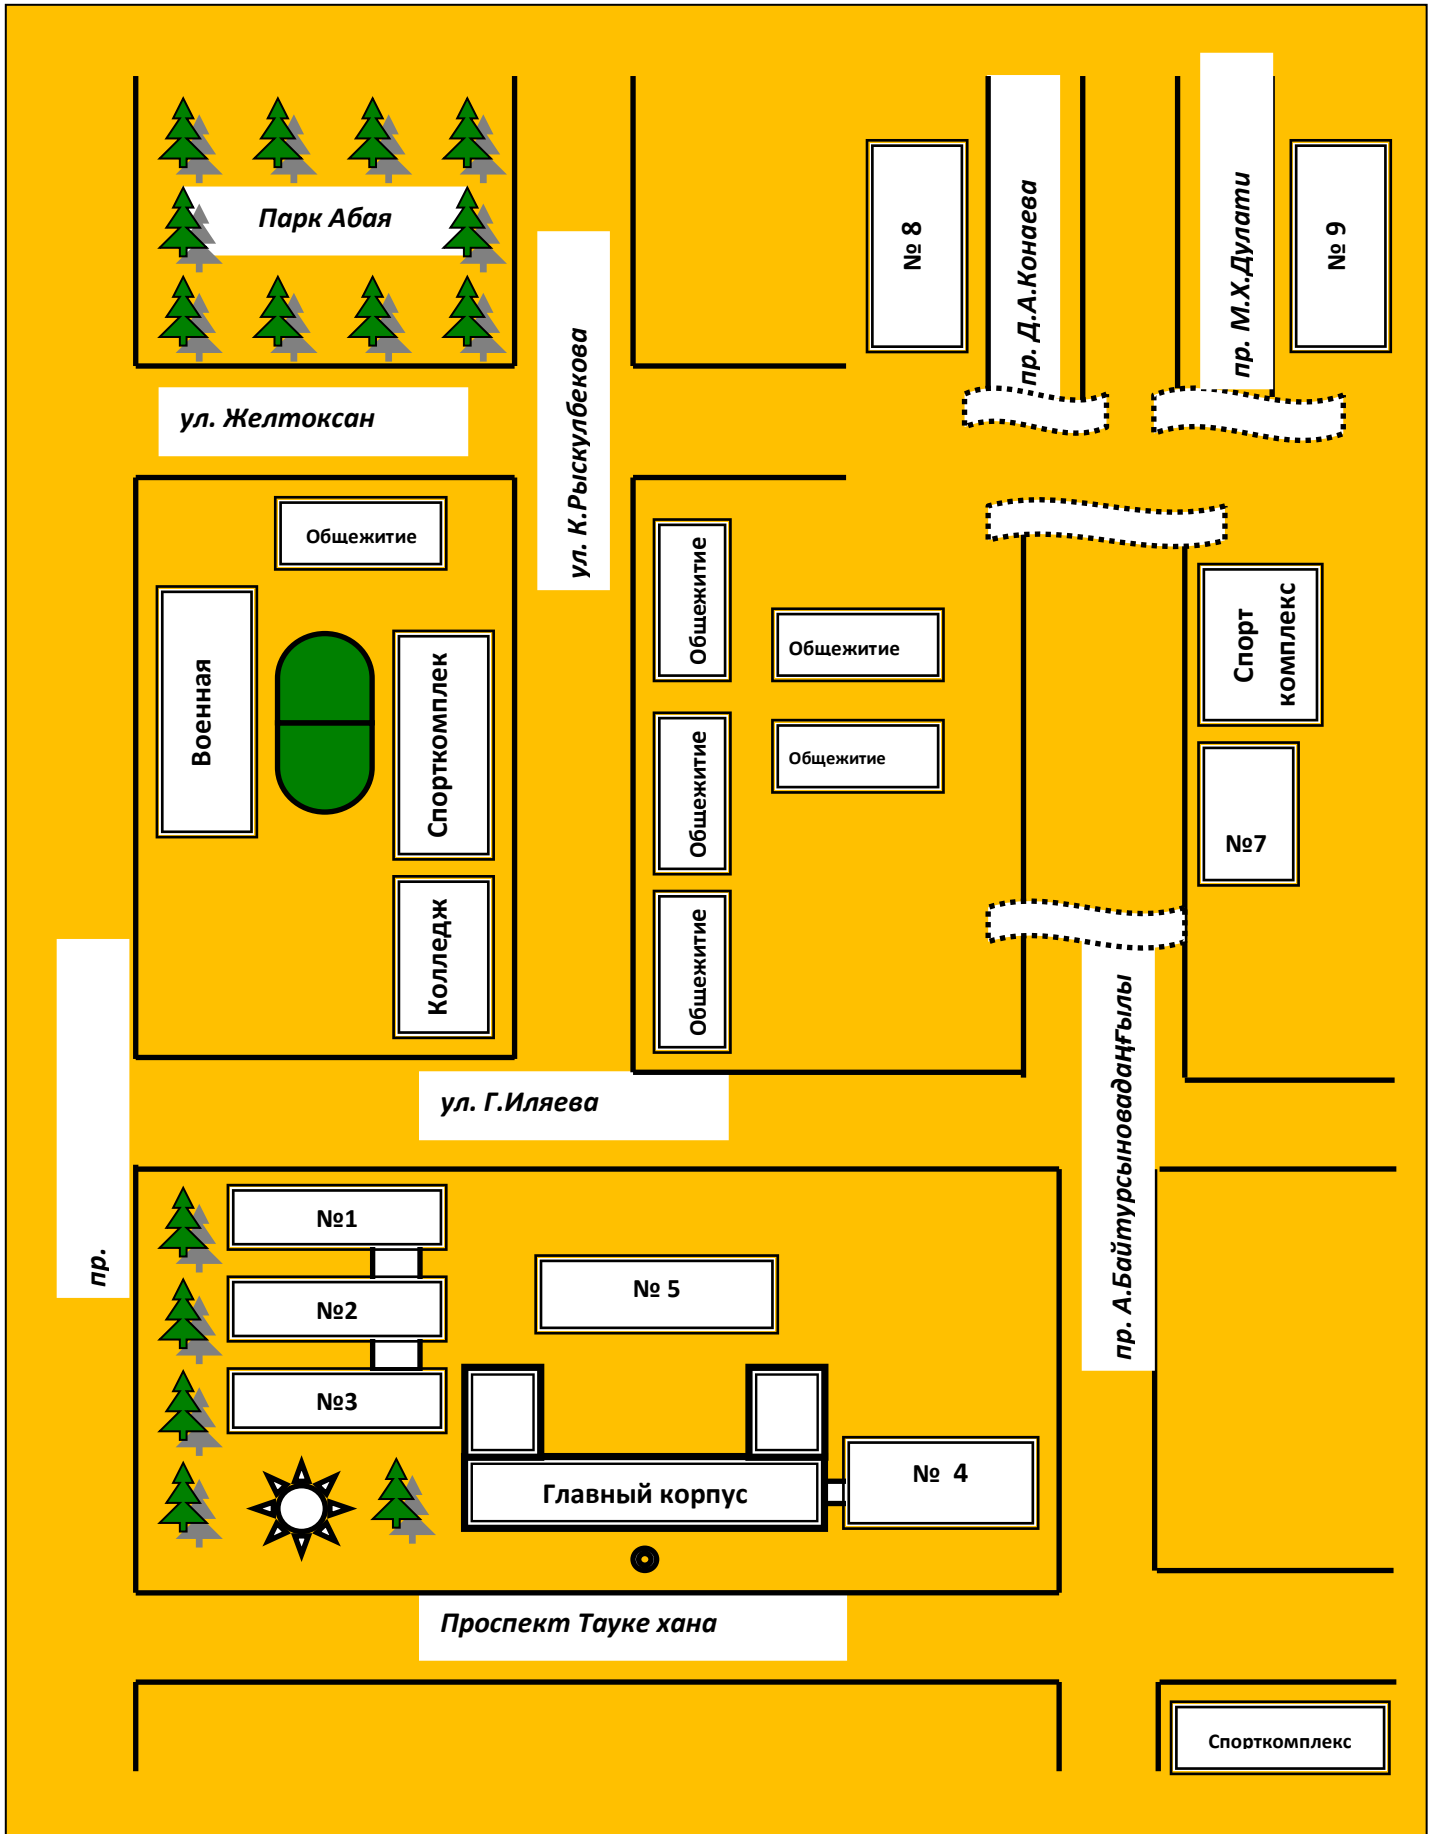 Парк Абая
№ 8
пр. Д.А.Конаева
пр. М.Х.Дулати
№ 9
ул. Желтоксан
ул. К.Рыскулбекова
Общежитие
Военная
Спорткомплек
Колледж
Общежитие
Общежитие
Общежитие
Общежитие
Общежитие
Спорт
комплекс
№7
ул. Г.Иляева
пр.
пр. А.Байтурсыновадаңғылы
№1
№2
№3
№ 5
Главный корпус
№ 4
Проспект Тауке хана
Спорткомплекс